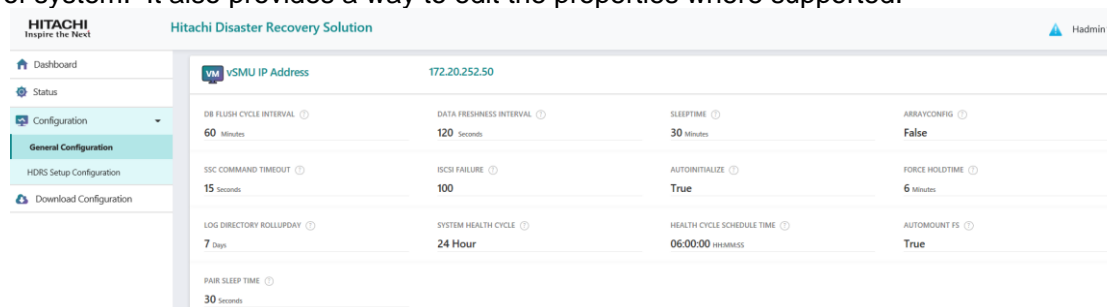 or system. It also provides a way to edit the properties where supported.
HITACHI
Inspire the Next
Hitachi Disaster Recovery Solution
Hadmin
Dashboard
VM vSMU IP Address 172.20.252.50
Status
DB FLUSH CYCLE INTERVAL ? DATA FRESHNESS INTERVAL ? SLEEPTIME ? ARRAYCONFIG ?
Configuration
60 Minutes 120 Seconds 30 Minutes False
General Configuration
HDRS Setup Configuration
SSC COMMAND TIMEOUT ? ISCSI FAILURE ? AUTOINITIALIZE ? FORCE HOLDTIME ?
15 Seconds 100 True 6 Minutes
Download Configuration
LOG DIRECTORY ROLLUPDAY ? SYSTEM HEALTH CYCLE ? HEALTH CYCLE SCHEDULE TIME ? AUTOMOUNT FS ?
7 Days 24 Hour 06:00:00 HH:MM:SS True
PAIR SLEEP TIME ?
30 Seconds